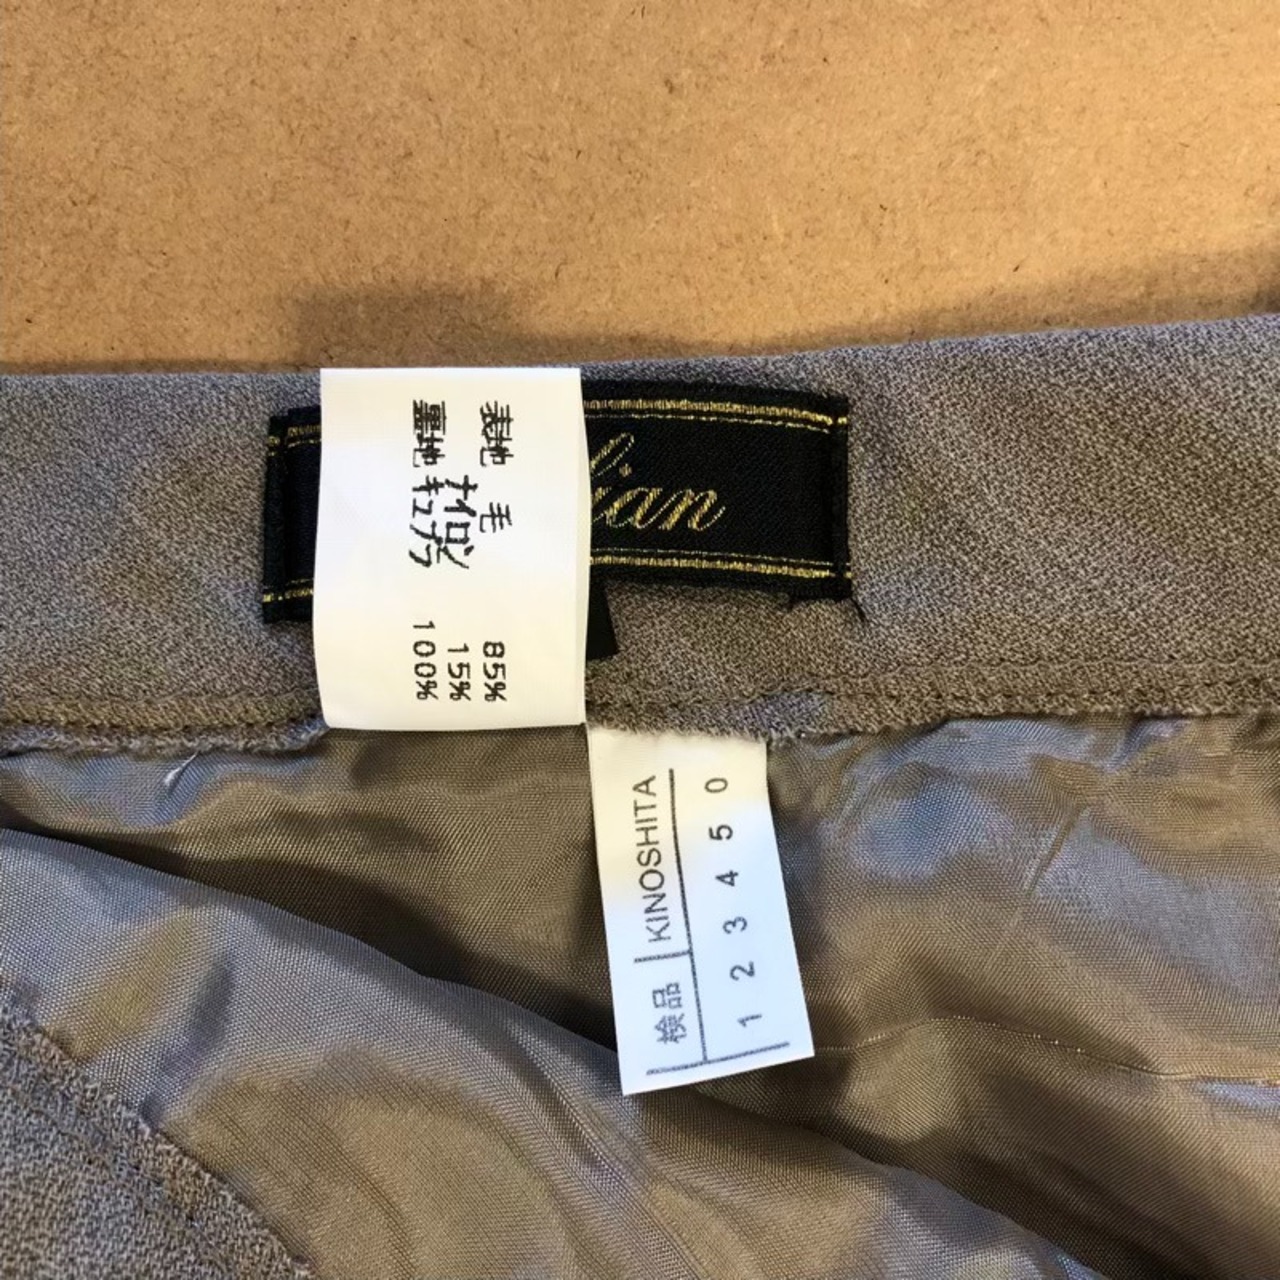 表地 毛 85%
ナイロン 15%
裏地 キュプラ 100%
lian
検品 KINOSHITA
1 2 3 4 5 0